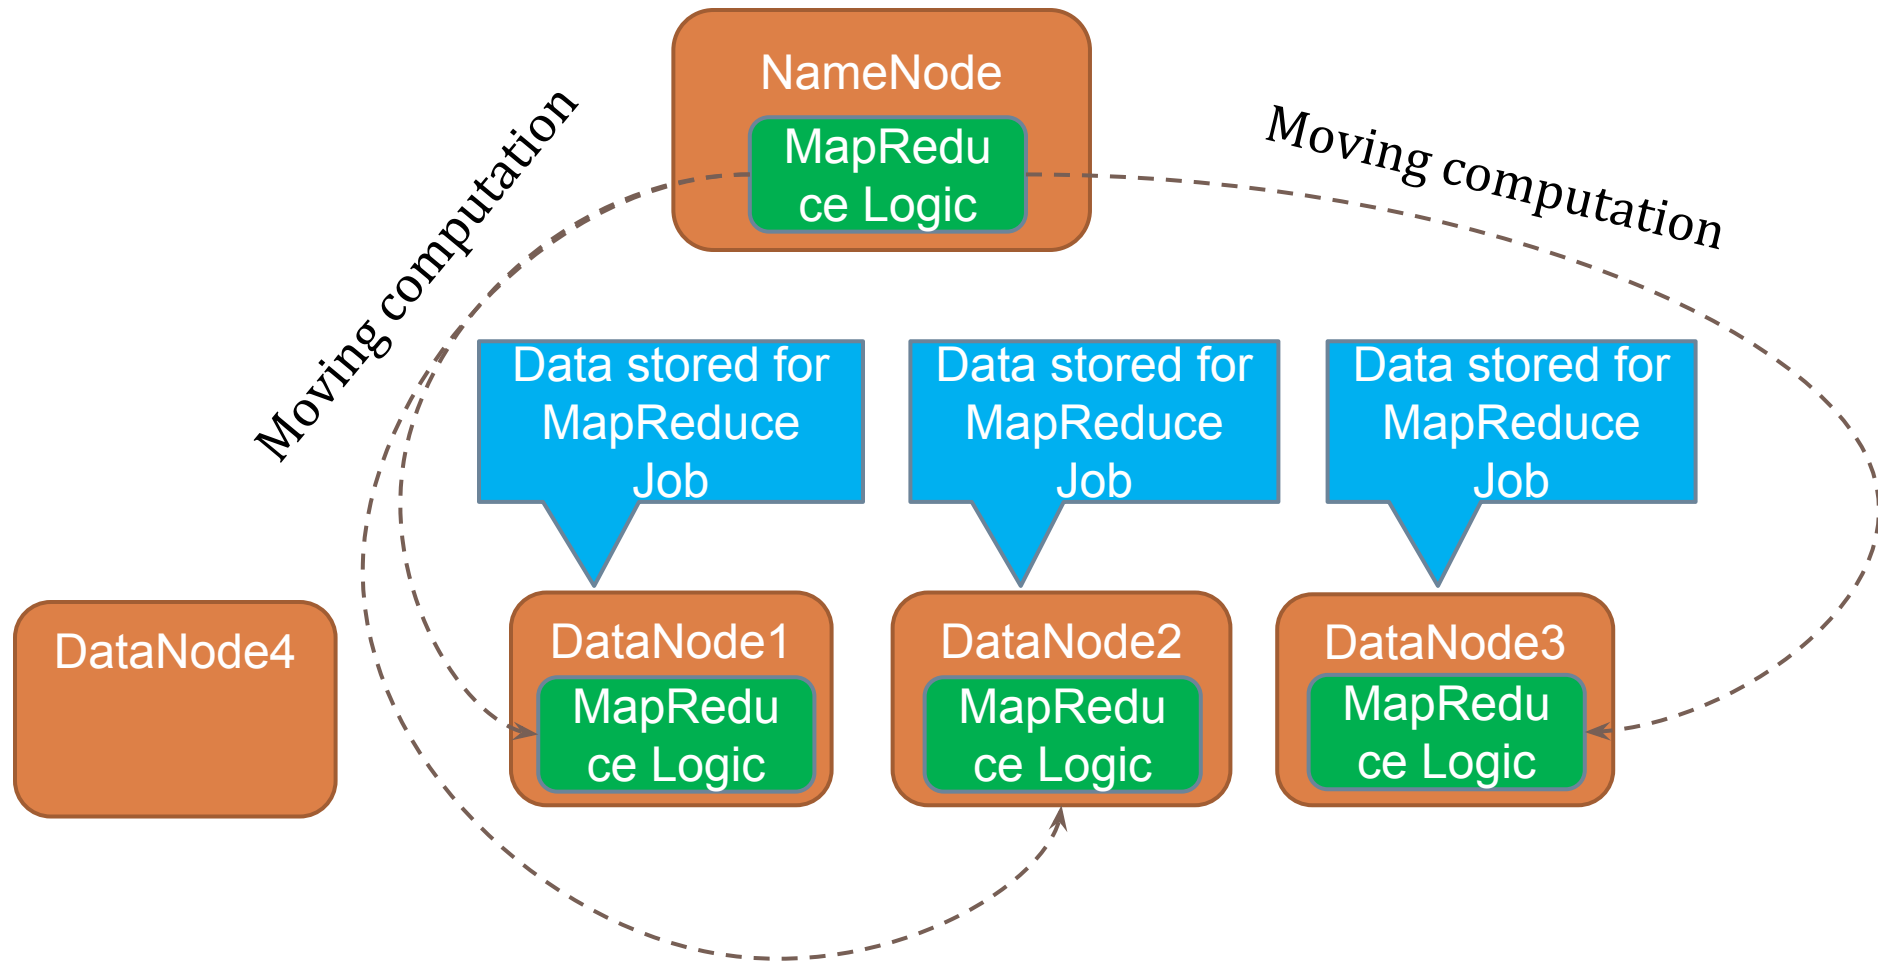 NameNode
MapRedu
ce Logic
Moving computation
Moving computation
Data stored for
MapReduce
Job
Data stored for
MapReduce
Job
Data stored for
MapReduce
Job
DataNode4
DataNode1
MapRedu
ce Logic
DataNode2
MapRedu
ce Logic
DataNode3
MapRedu
ce Logic